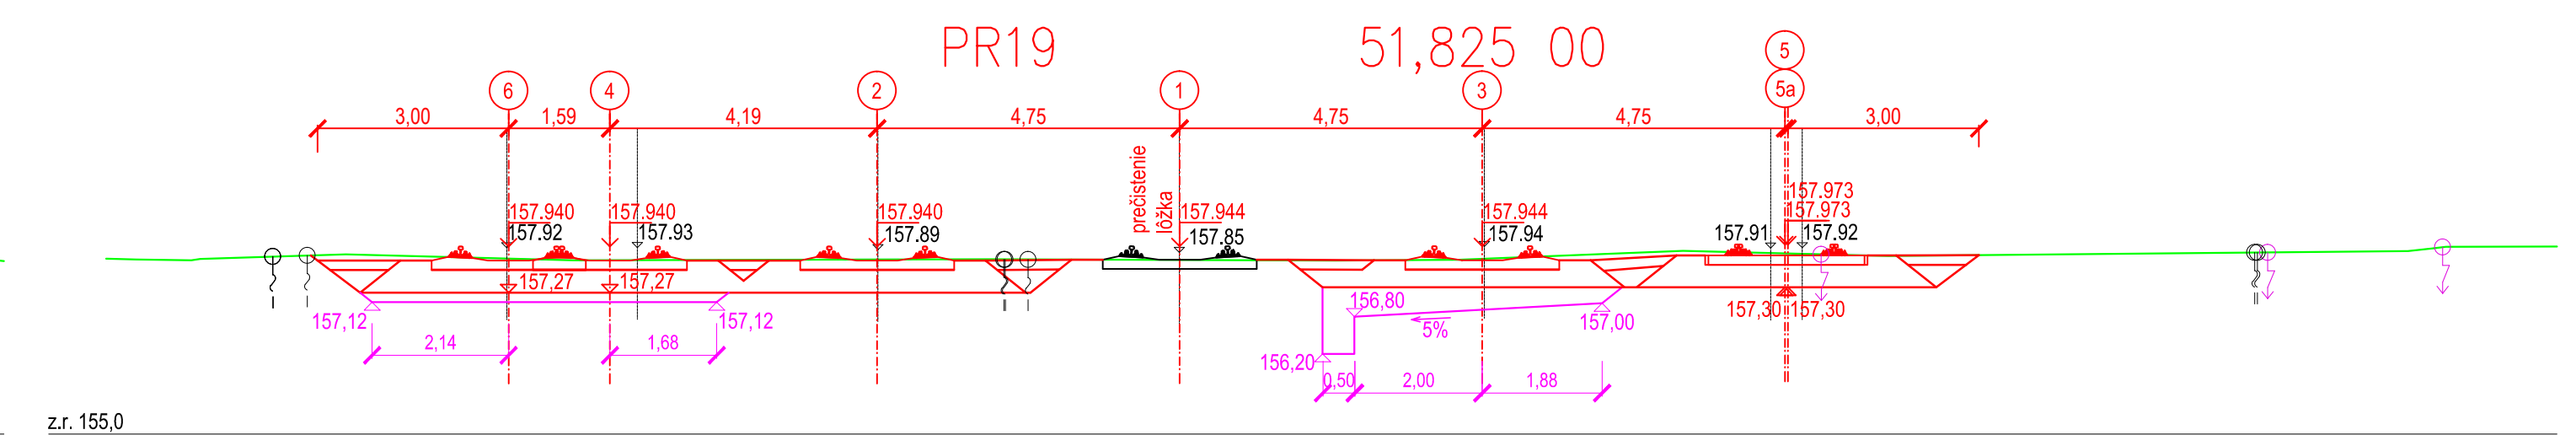 PR19 51,825 00
5
6 4 2 1 3 5a
3,00 1,59 4,19 4,75 4,75 4,75 3,00
prečistenie
lôžka
157.973
157.940 157.940 157.940 157.944 157.944 157.973
157.92 157.93 157.89 157.85 157.94 157.91 157.92
157,27 157,27
156,80
157,30 157,30
157,12 157,12 157,00
5%
2,14 1,68
156,20
0,50 2,00 1,88
z.r. 155,0